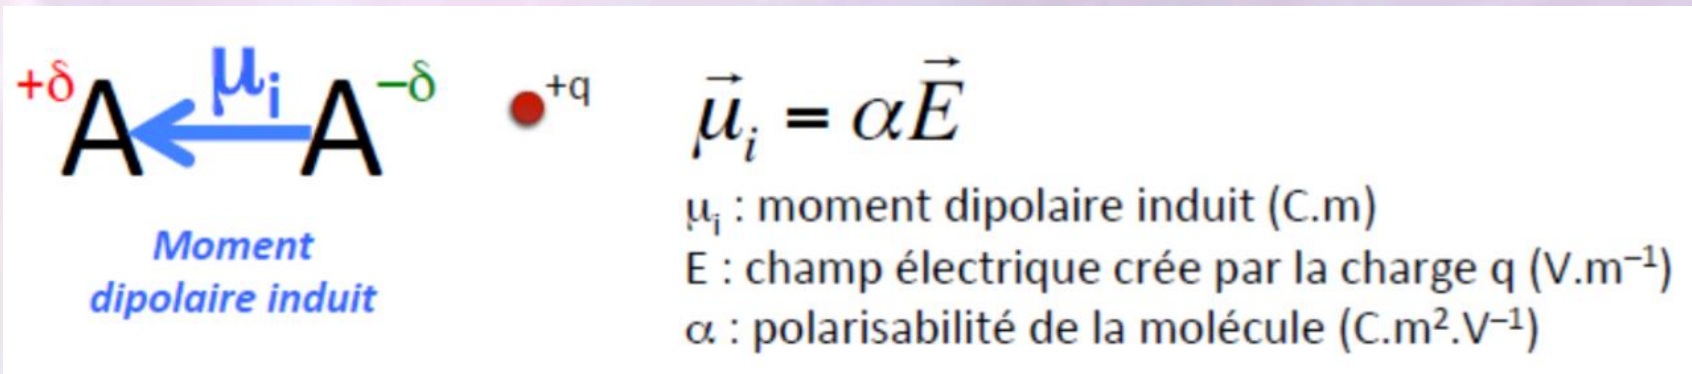 +δA μi A–δ +q
Moment
dipolaire induit
μ⃗i = αE⃗
μi : moment dipolaire induit (C.m)
E : champ électrique crée par la charge q (V.m–1)
α : polarisabilité de la molécule (C.m2.V–1)